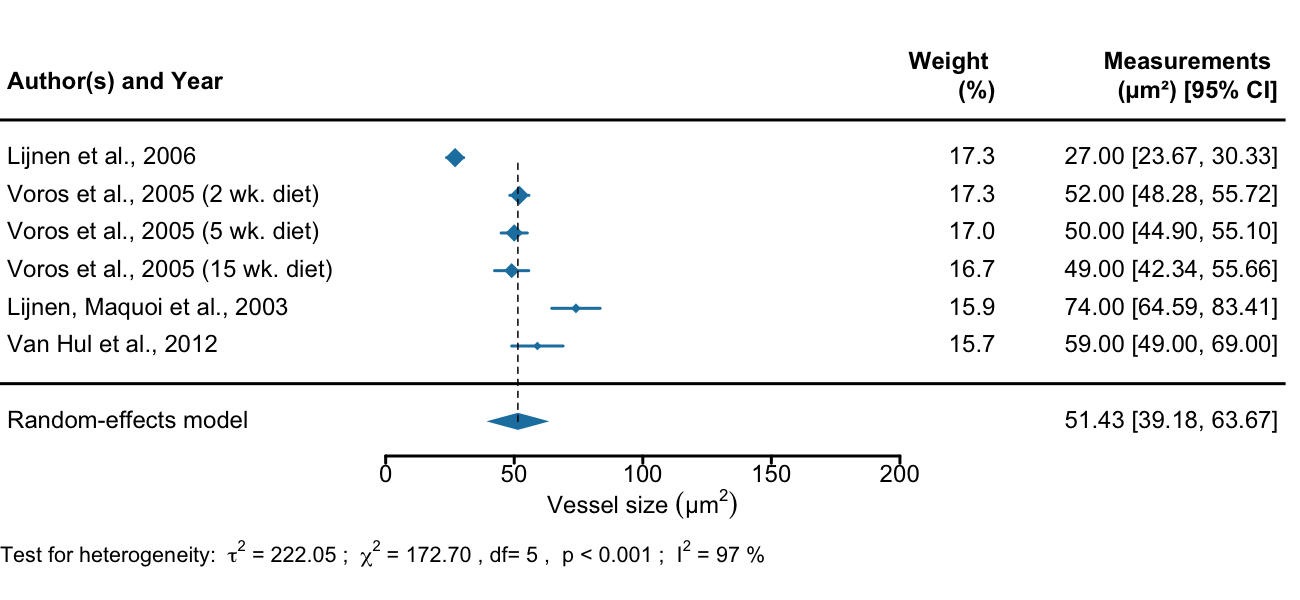 Author(s) and Year Weight (%) Measurements (µm²) [95% CI]
Lijnen et al., 2006 17.3 27.00 [23.67, 30.33]
Voros et al., 2005 (2 wk. diet) 17.3 52.00 [48.28, 55.72]
Voros et al., 2005 (5 wk. diet) 17.0 50.00 [44.90, 55.10]
Voros et al., 2005 (15 wk. diet) 16.7 49.00 [42.34, 55.66]
Lijnen, Maquoi et al., 2003 15.9 74.00 [64.59, 83.41]
Van Hul et al., 2012 15.7 59.00 [49.00, 69.00]
Random-effects model 51.43 [39.18, 63.67]
0 50 100 150 200
Vessel size (µm²)
Test for heterogeneity: τ² = 222.05 ; χ² = 172.70 , df= 5 , p < 0.001 ; I² = 97 %